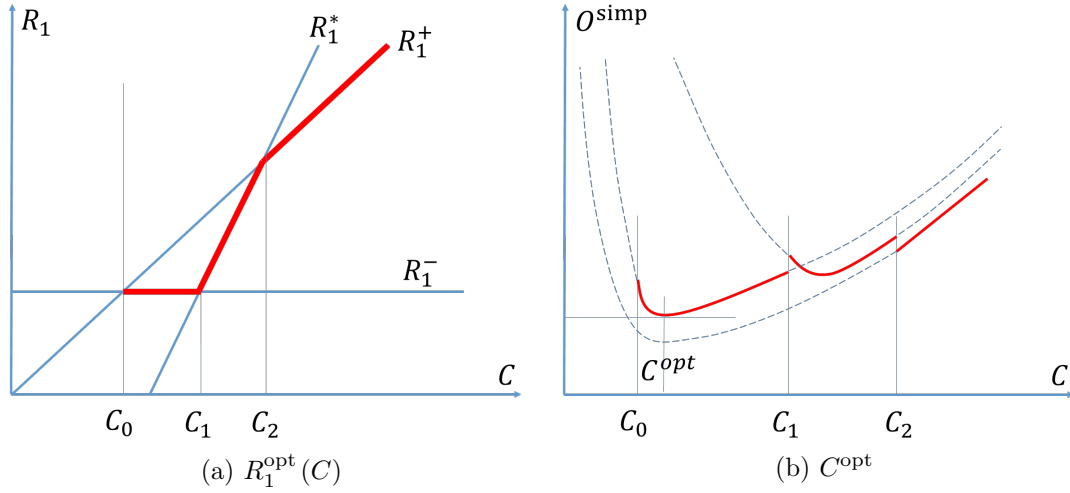 R₁
R₁*
R₁⁺
R₁⁻
C
C₀ C₁ C₂
(a) R₁ᵒᵖᵗ(C)
Oˢⁱᵐᵖ
Cᵒᵖᵗ
C
C₀ C₁ C₂
(b) Cᵒᵖᵗ